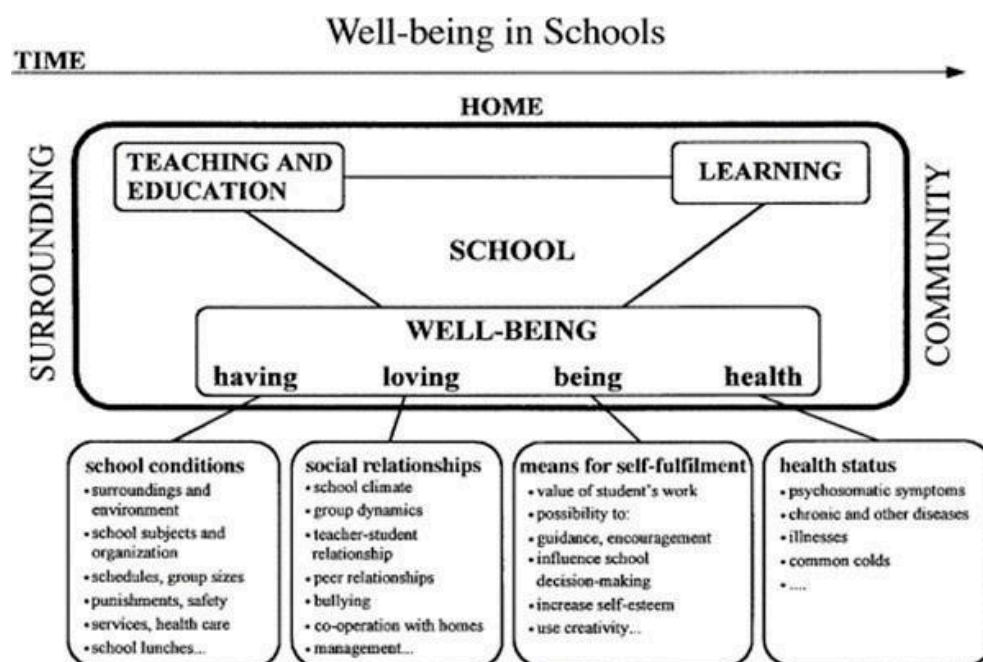 Well-being in Schools
TIME
HOME
SURROUNDING
COMMUNITY
TEACHING AND
EDUCATION
LEARNING
SCHOOL
WELL-BEING
having loving being health
school conditions
•surroundings and
environment
•school subjects and
organization
•schedules, group sizes
•punishments, safety
•services, health care
•school lunches...
social relationships
•school climate
•group dynamics
•teacher-student
relationship
•peer relationships
•bullying
•co-operation with homes
•management...
means for self-fulfilment
•value of student's work
•possibility to:
•guidance, encouragement
•influence school
decision-making
•increase self-esteem
•use creativity...
health status
•psychosomatic symptoms
•chronic and other diseases
•illnesses
•common colds
•....